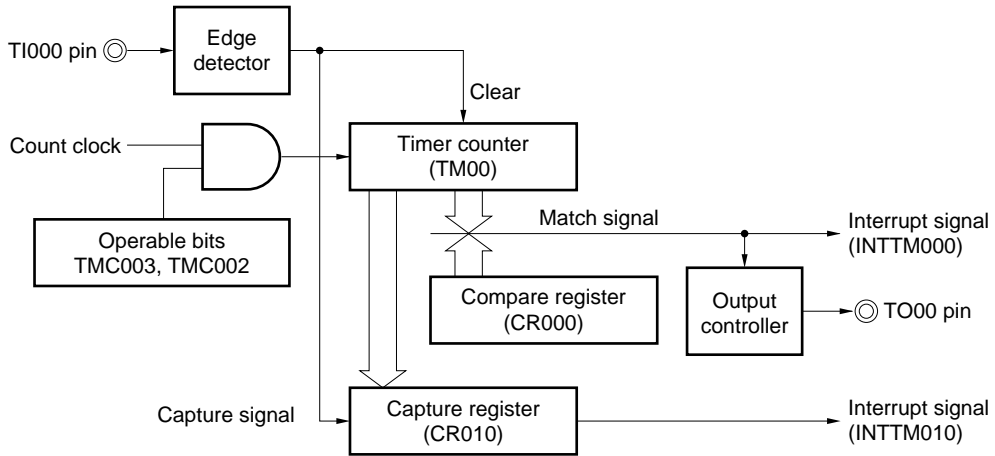 TI000 pin
Edge
detector
Clear
Count clock
Timer counter
(TM00)
Operable bits
TMC003, TMC002
Match signal
Interrupt signal
(INTTM000)
Compare register
(CR000)
Output
controller
TO00 pin
Capture signal
Capture register
(CR010)
Interrupt signal
(INTTM010)